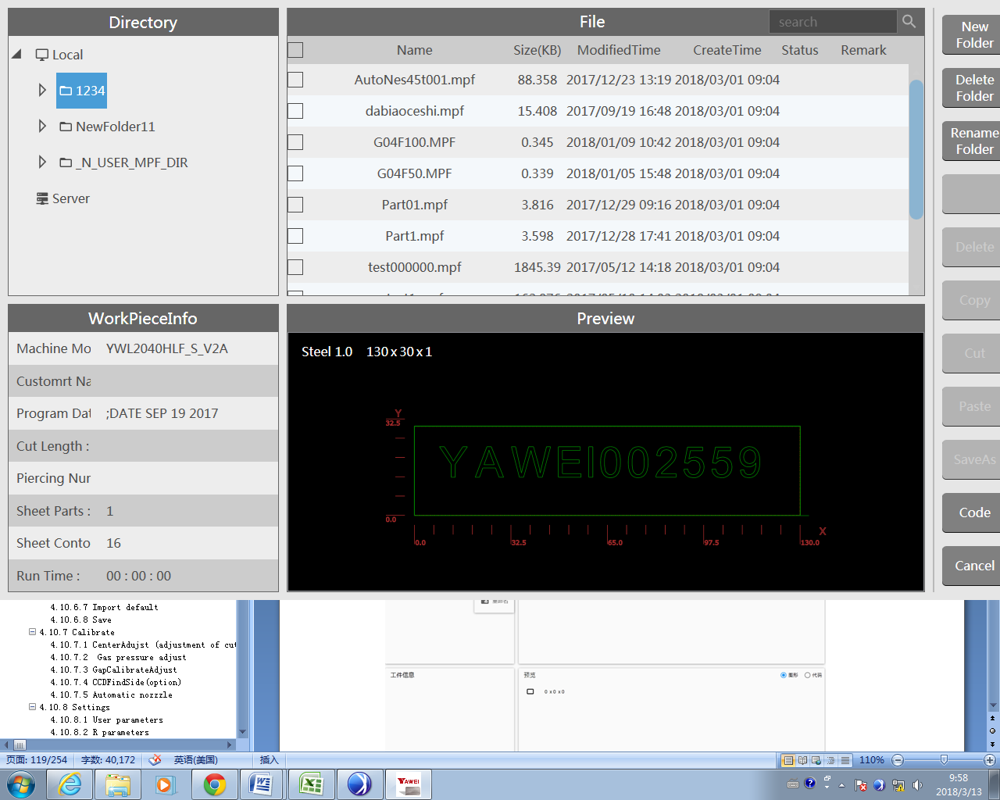 Directory
Local
1234
NewFolder11
_N_USER_MPF_DIR
Server
File
search
Name Size(KB) ModifiedTime CreateTime Status Remark
AutoNes45t001.mpf 88.358 2017/12/23 13:19 2018/03/01 09:04
dabiaoceshi.mpf 15.408 2017/09/19 16:48 2018/03/01 09:04
G04F100.MPF 0.345 2018/01/09 10:42 2018/03/01 09:04
G04F50.MPF 0.339 2018/01/05 15:48 2018/03/01 09:04
Part01.mpf 3.816 2017/12/29 09:16 2018/03/01 09:04
Part1.mpf 3.598 2017/12/28 17:41 2018/03/01 09:04
test000000.mpf 1845.39 2017/05/12 14:18 2018/03/01 09:04
New
Folder
Delete
Folder
Rename
Folder
Delete
Copy
Cut
Paste
SaveAs
Code
Cancel
WorkPieceInfo
Machine Mo YWL2040HLF_S_V2A
Customrt Na
Program Dat ;DATE SEP 19 2017
Cut Length :
Piercing Nur
Sheet Parts : 1
Sheet Conto 16
Run Time : 00 : 00 : 00
Preview
Steel 1.0 130 x 30 x 1
Y
32.5
YAWEI002559
0.0
X
0.0 32.5 65.0 97.5 130.0
4.10.6.7 Import default
4.10.6.8 Save
4.10.7 Calibrate
4.10.7.1 CenterAdujst (adjustment of cut
4.10.7.2 Gas pressure adjust
4.10.7.3 GapCalibrateAdjust
4.10.7.4 CCDFindSide(option)
4.10.7.5 Automatic nozzzle
4.10.8 Settings
4.10.8.1 User parameters
4.10.8.2 R parameters
工件信息
预览
图形 代码
0 x 0 x 0
页面: 119/254 字数: 40,172 英语(美国) 插入 110%
YAWEI
9:58
2018/3/13